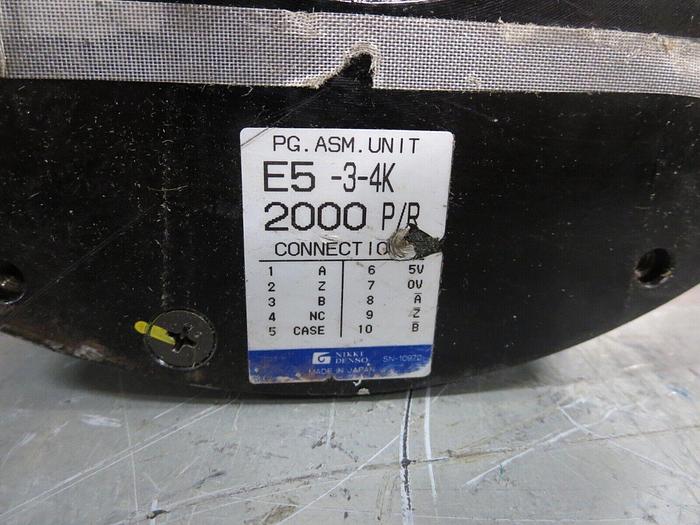 PG.ASM.UNIT
E5 -3-4K
2000 P/R
CONNECTIO
1 A 6 5V
2 Z 7 0V
3 B 8 A̅
4 NC 9 Z̅
5 CASE 10 B̅
NIKKI
DENSO SN-10970
MADE IN JAPAN